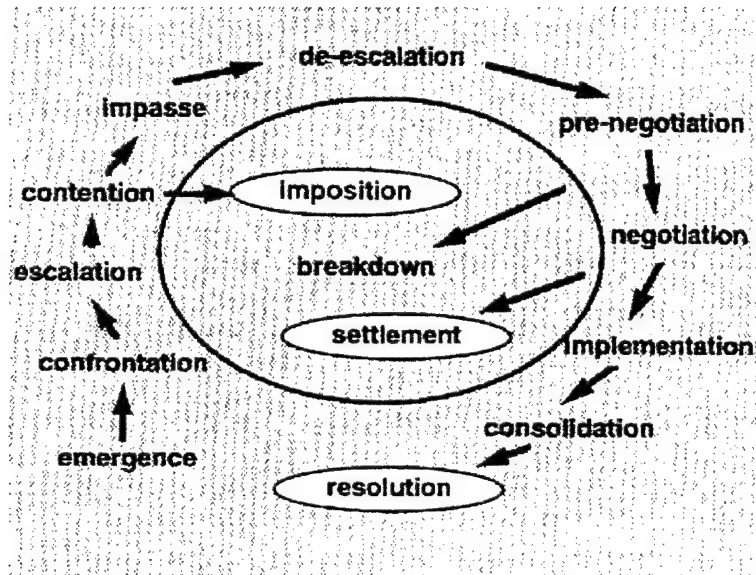 de-escalation
impasse
pre-negotiation
contention
imposition
negotiation
breakdown
escalation
settlement
implementation
confrontation
consolidation
emergence
resolution